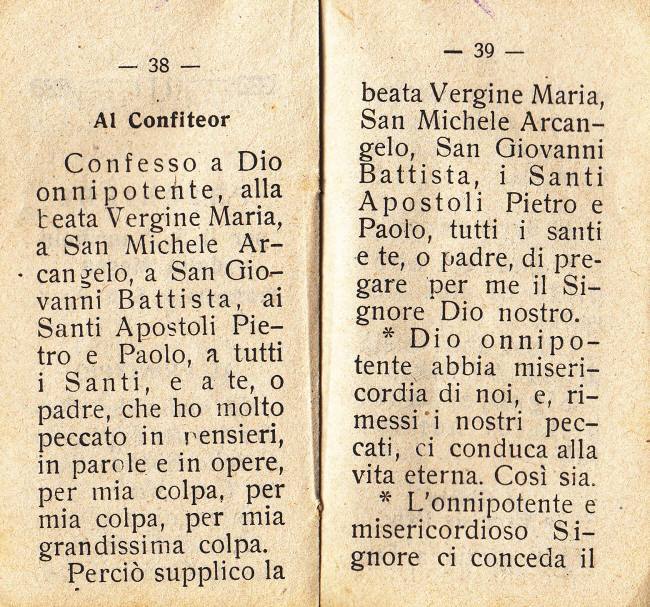 — 38 —
Al Confiteor
Confesso a Dio
onnipotente, alla
beata Vergine Maria,
a San Michele Ar-
cangelo, a San Gio-
vanni Battista, ai
Santi Apostoli Pie-
tro e Paolo, a tutti
i Santi, e a te, o
padre, che ho molto
peccato in pensieri,
in parole e in opere,
per mia colpa, per
mia colpa, per mia
grandissima colpa.
Perciò supplico la
— 39 —
beata Vergine Maria,
San Michele Arcan-
gelo, San Giovanni
Battista, i Santi
Apostoli Pietro e
Paolo, tutti i santi
e te, o padre, di pre-
gare per me il Si-
gnore Dio nostro.
* Dio onnipo-
tente abbia miseri-
cordia di noi, e, ri-
messi i nostri pec-
cati, ci conduca alla
vita eterna. Così sia.
* L'onnipotente e
misericordioso Si-
gnore ci conceda il